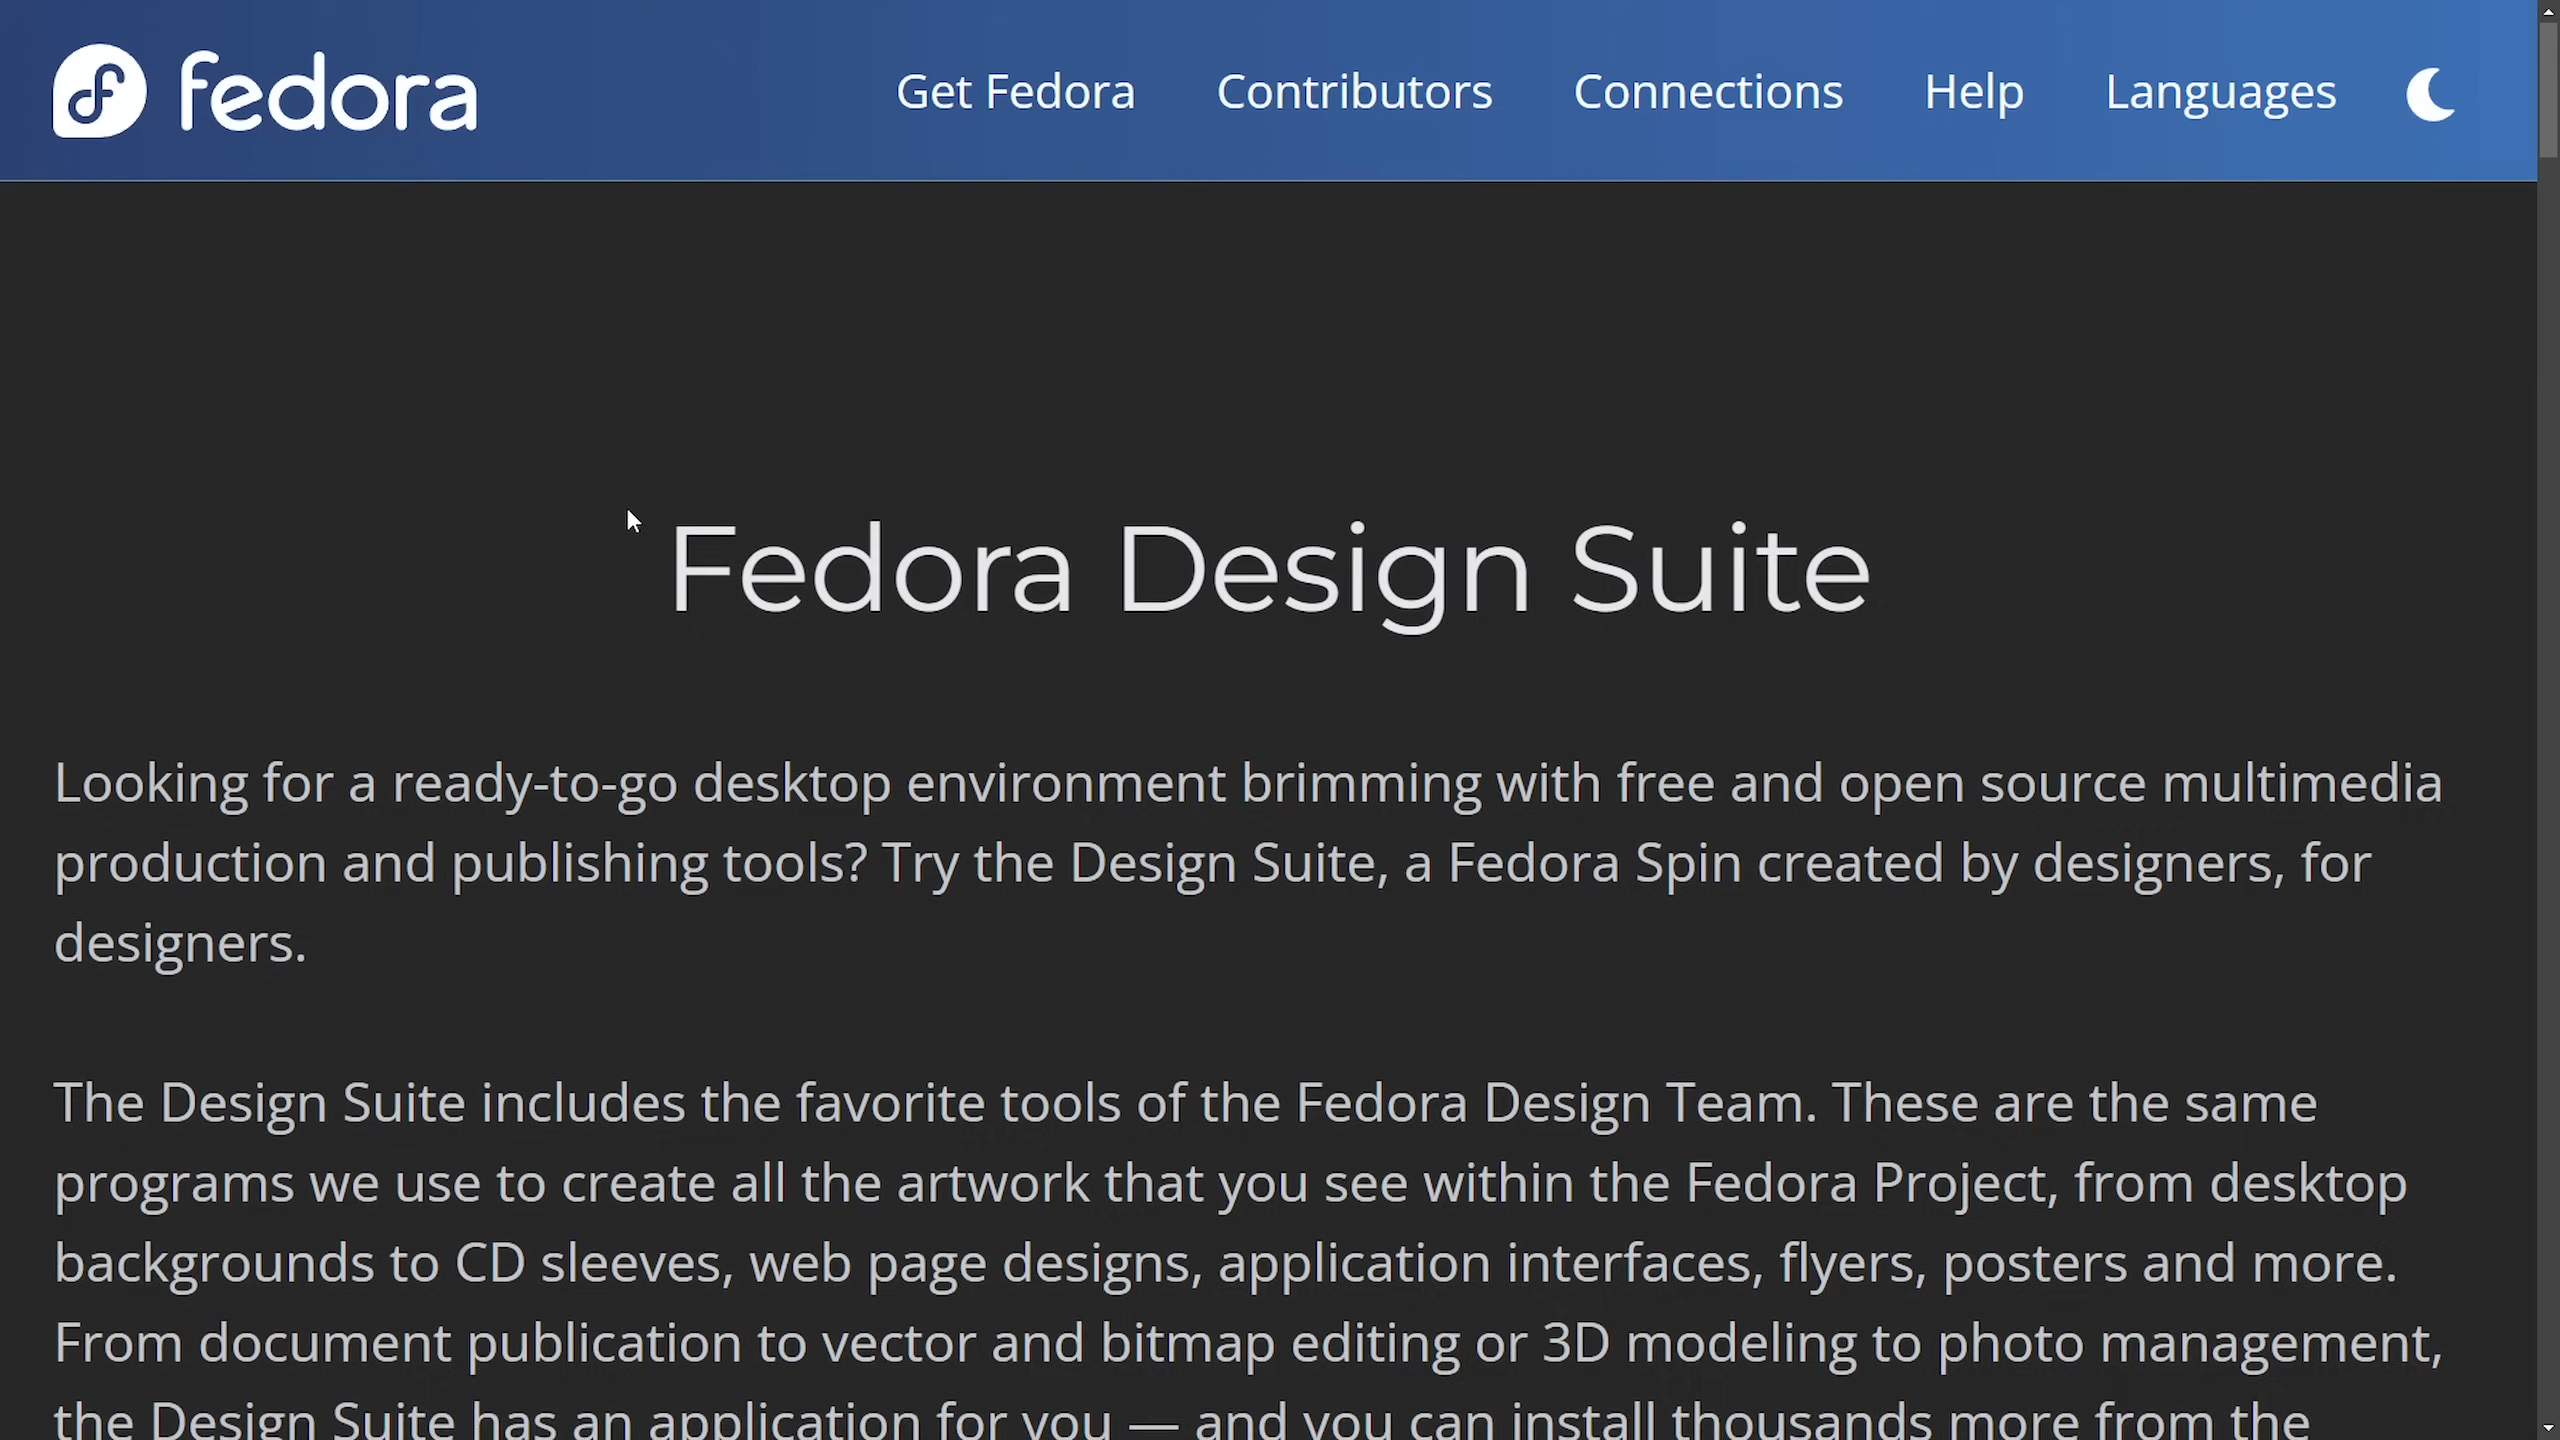 fedora
Get Fedora Contributors Connections Help Languages
Fedora Design Suite
Looking for a ready-to-go desktop environment brimming with free and open source multimedia
production and publishing tools? Try the Design Suite, a Fedora Spin created by designers, for
designers.
The Design Suite includes the favorite tools of the Fedora Design Team. These are the same
programs we use to create all the artwork that you see within the Fedora Project, from desktop
backgrounds to CD sleeves, web page designs, application interfaces, flyers, posters and more.
From document publication to vector and bitmap editing or 3D modeling to photo management,
the Design Suite has an application for you — and you can install thousands more from the